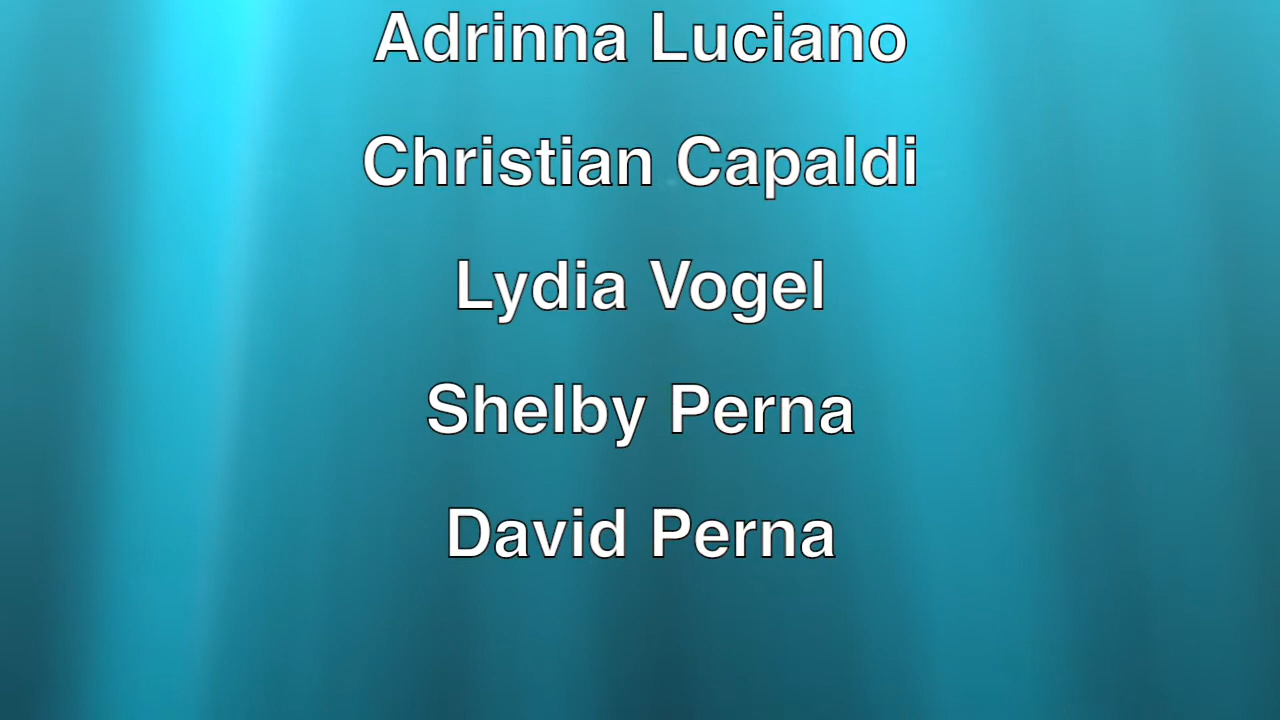 Adrinna Luciano
Christian Capaldi
Lydia Vogel
Shelby Perna
David Perna